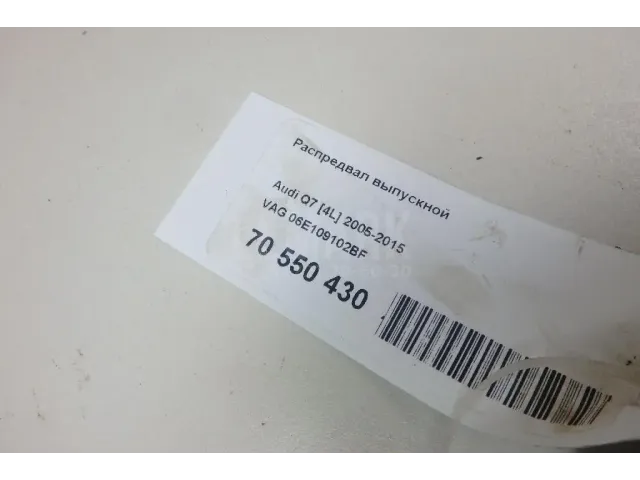 Распредвал выпускной
Audi Q7 [4L] 2005-2015
VAG 06E109102BF
70 550 430